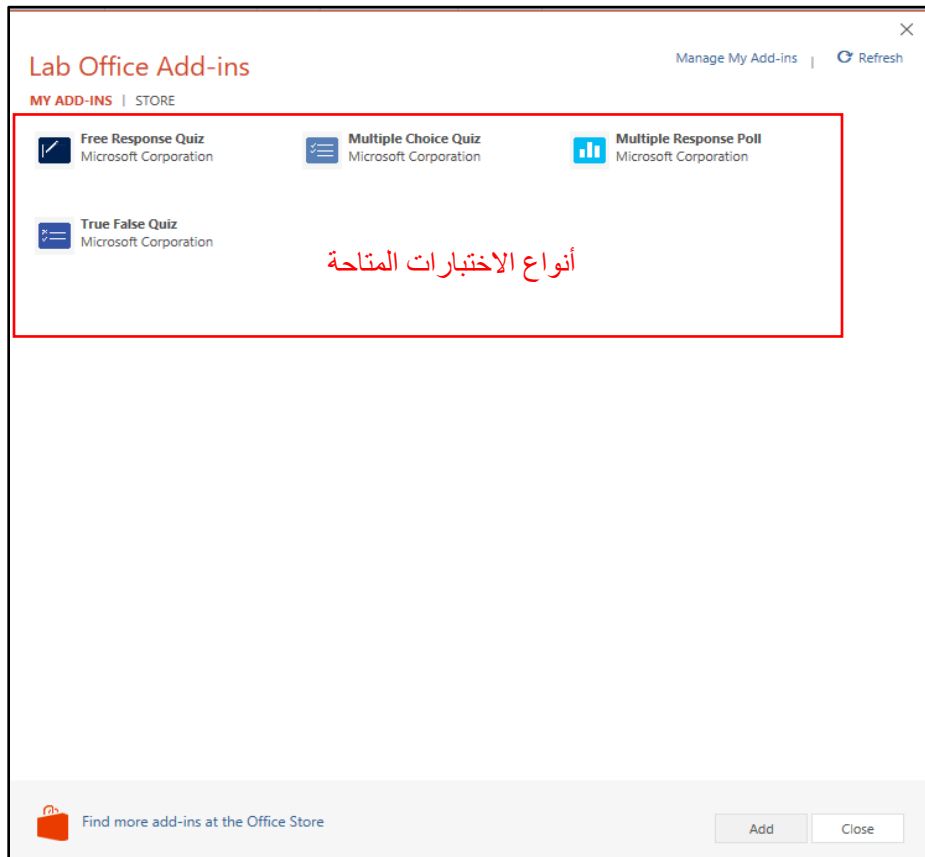 Lab Office Add-ins
Manage My Add-ins | Refresh
MY ADD-INS | STORE
Free Response Quiz
Microsoft Corporation
Multiple Choice Quiz
Microsoft Corporation
Multiple Response Poll
Microsoft Corporation
True False Quiz
Microsoft Corporation
أنواع الاختبارات المتاحة
Find more add-ins at the Office Store
Add
Close